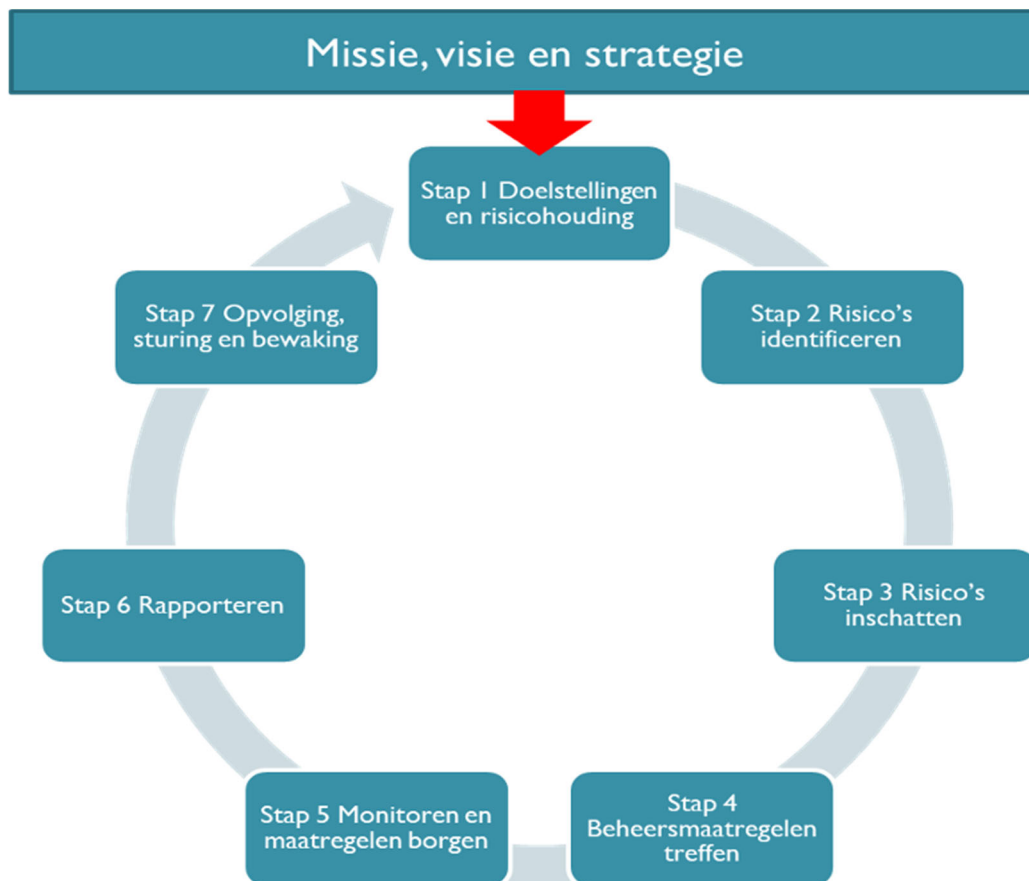 Missie, visie en strategie
Stap 1 Doelstellingen
en risicohouding
Stap 2 Risico's
identificeren
Stap 3 Risico's
inschatten
Stap 4
Beheersmaatregelen
treffen
Stap 5 Monitoren en
maatregelen borgen
Stap 6 Rapporteren
Stap 7 Opvolging,
sturing en bewaking